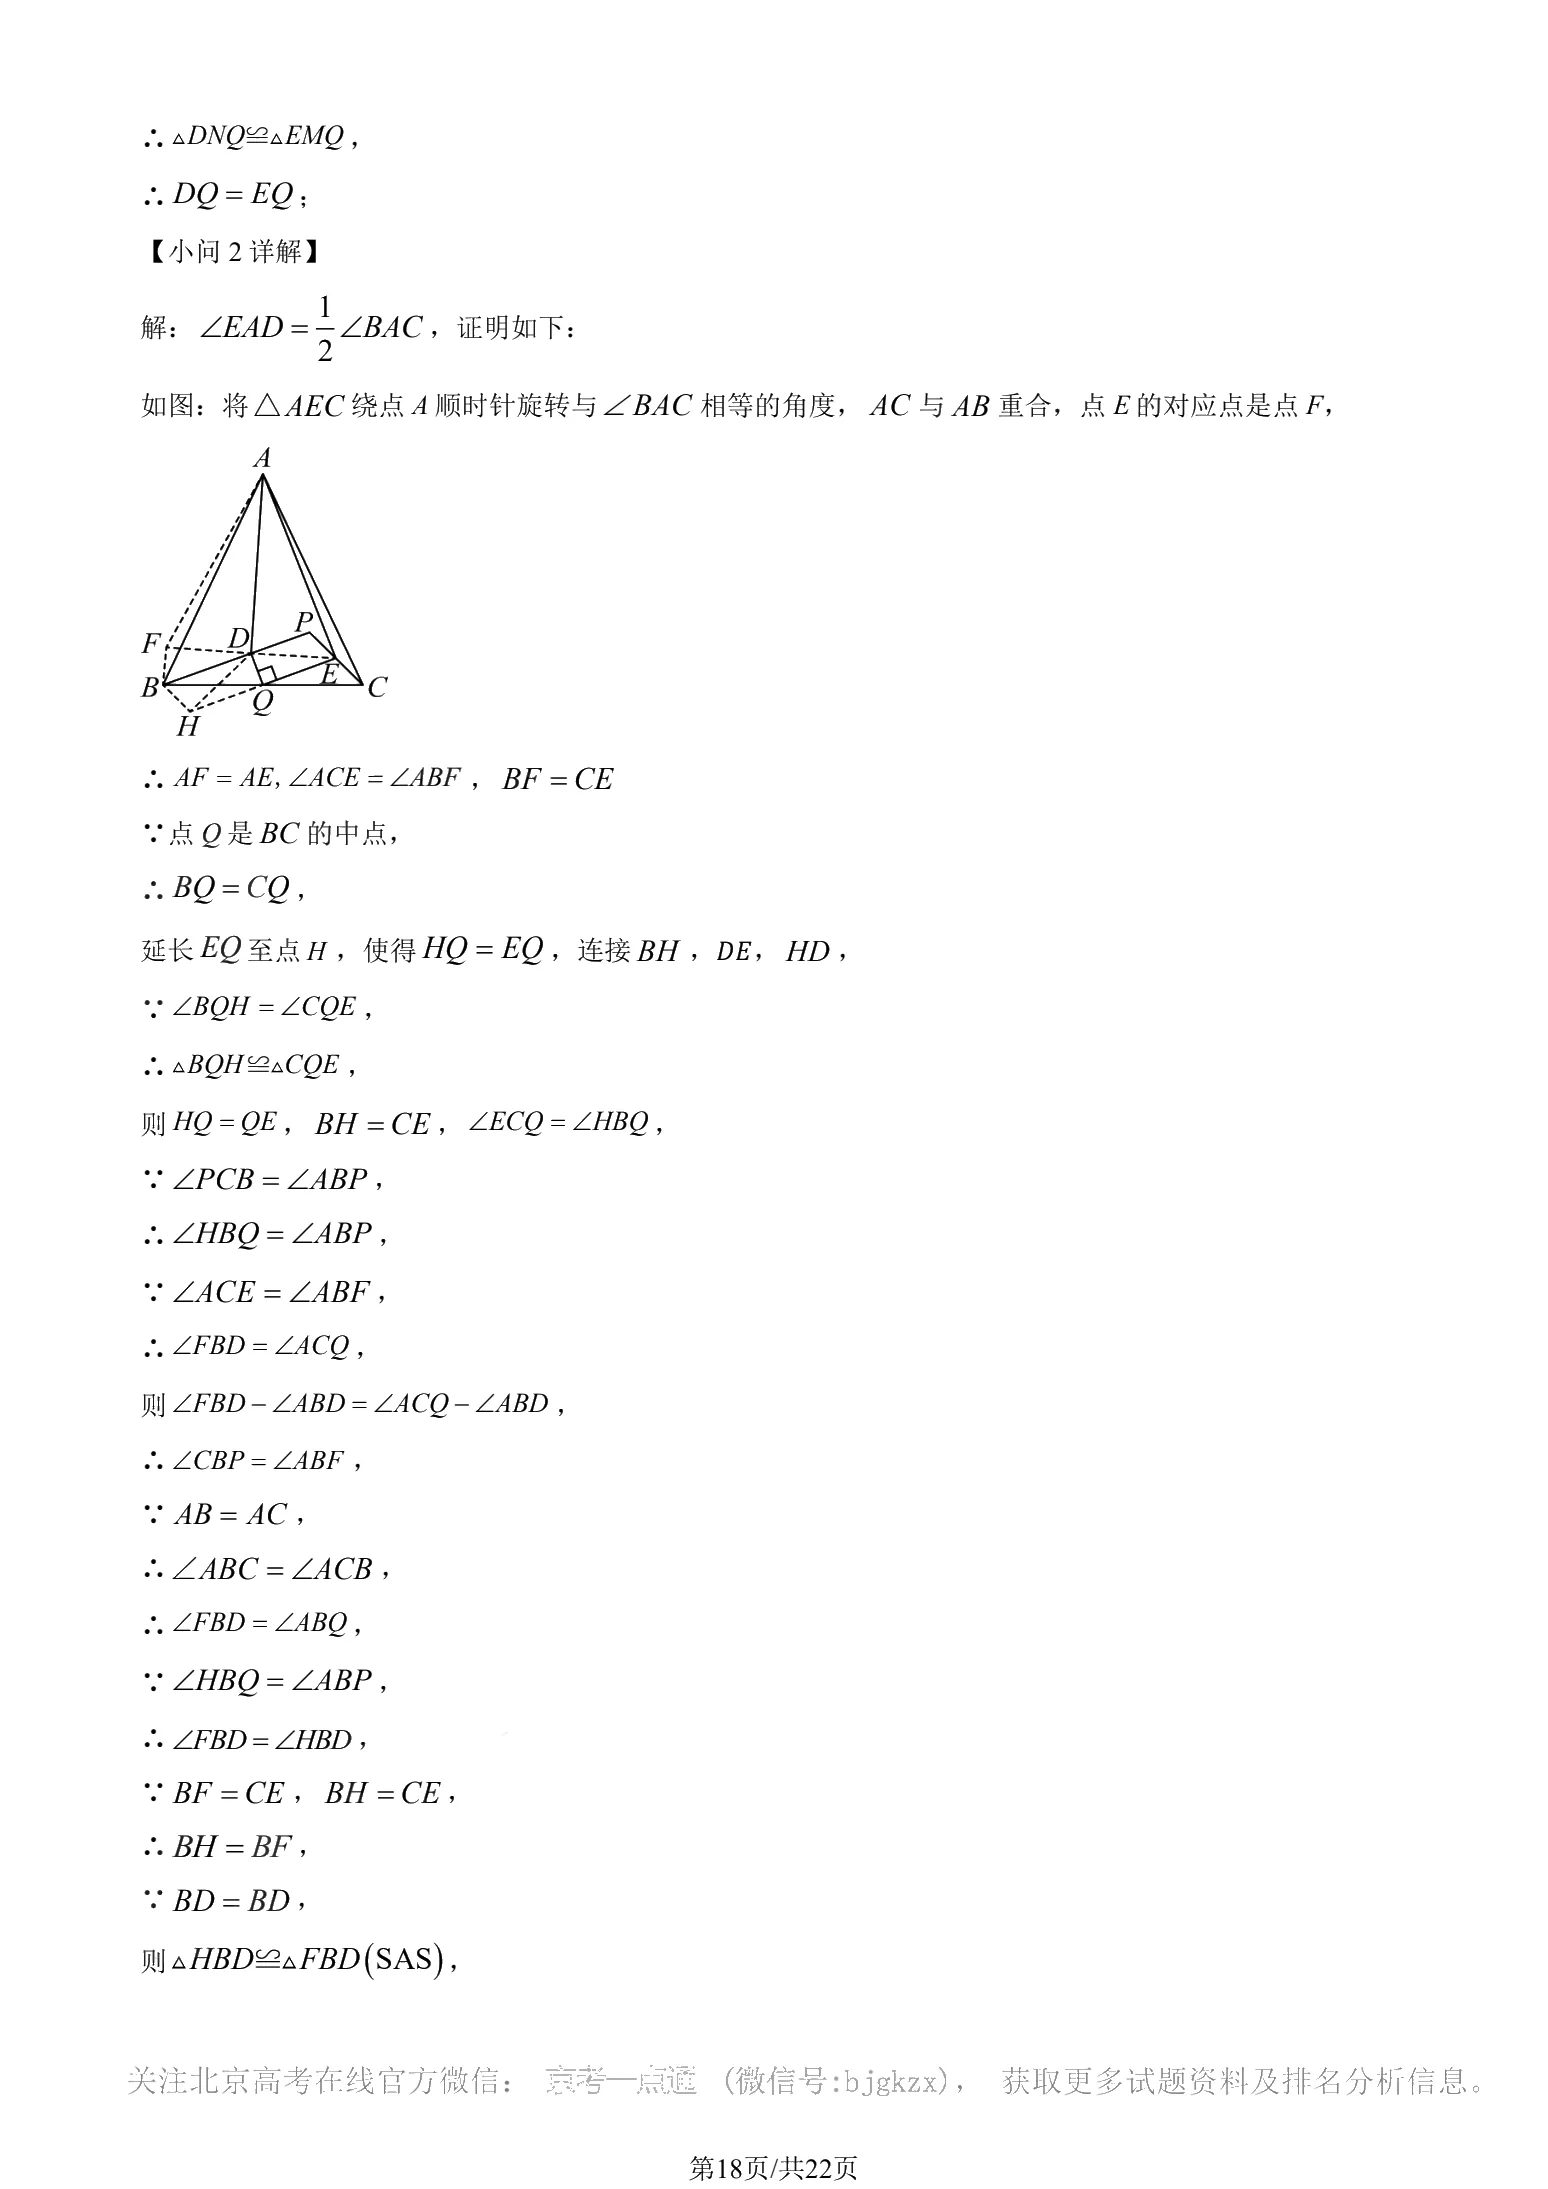 ∴△DNQ≌△EMQ，
∴DQ = EQ；
【小问 2 详解】
解：∠EAD = 1/2 ∠BAC，证明如下：
如图：将△AEC绕点 A 顺时针旋转与∠BAC 相等的角度，AC 与 AB 重合，点 E 的对应点是点 F，
A
P
F
D
E
B
C
Q
H
∴AF = AE, ∠ACE = ∠ABF，BF = CE
∵点 Q 是 BC 的中点，
∴BQ = CQ，
延长 EQ 至点 H，使得 HQ = EQ，连接 BH，DE，HD，
∵∠BQH = ∠CQE，
∴△BQH≌△CQE，
则 HQ = QE，BH = CE，∠ECQ = ∠HBQ，
∵∠PCB = ∠ABP，
∴∠HBQ = ∠ABP，
∵∠ACE = ∠ABF，
∴∠FBD = ∠ACQ，
则∠FBD − ∠ABD = ∠ACQ − ∠ABD，
∴∠CBP = ∠ABF，
∵AB = AC，
∴∠ABC = ∠ACB，
∴∠FBD = ∠ABQ，
∵∠HBQ = ∠ABP，
∴∠FBD = ∠HBD，
∵BF = CE，BH = CE，
∴BH = BF，
∵BD = BD，
则△HBD≌△FBD(SAS)，
关注北京高考在线官方微信： 京考一点通 (微信号:bjgkzx)， 获取更多试题资料及排名分析信息。
第18页/共22页